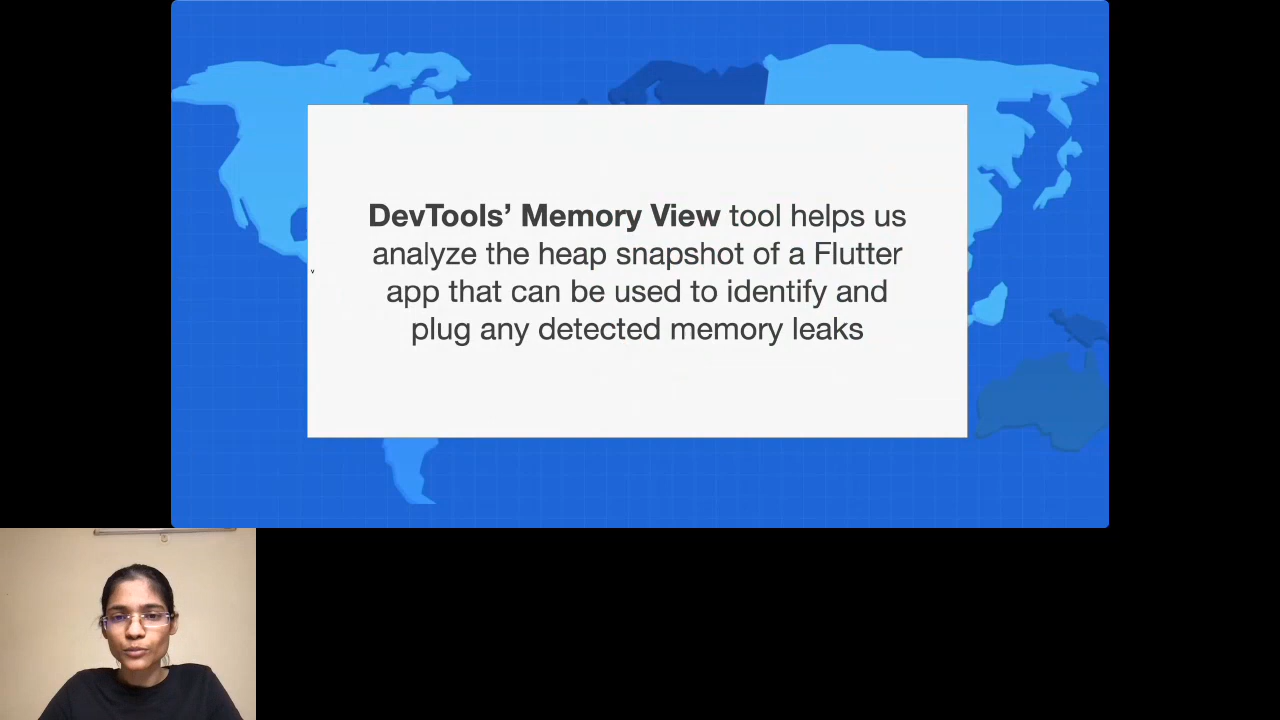 DevTools’ Memory View tool helps us
analyze the heap snapshot of a Flutter
app that can be used to identify and
plug any detected memory leaks